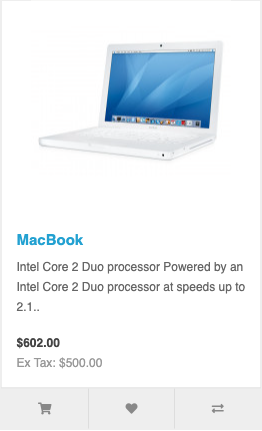 MacBook
Intel Core 2 Duo processor Powered by an
Intel Core 2 Duo processor at speeds up to
2.1..
$602.00
Ex Tax: $500.00